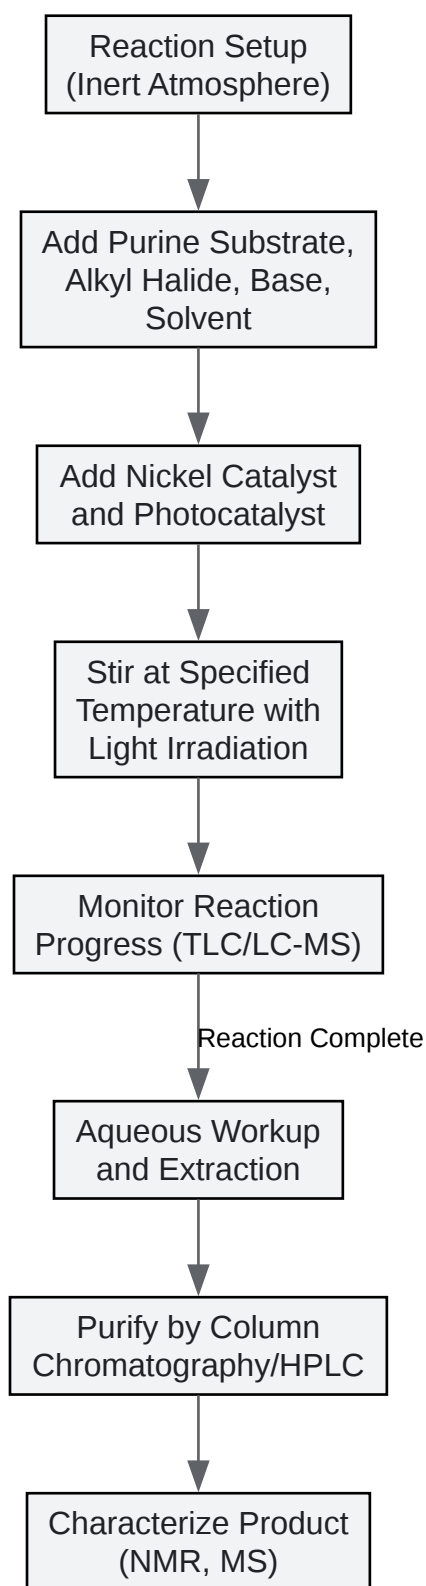 Reaction Setup
(Inert Atmosphere)
Add Purine Substrate,
Alkyl Halide, Base,
Solvent
Add Nickel Catalyst
and Photocatalyst
Stir at Specified
Temperature with
Light Irradiation
Monitor Reaction
Progress (TLC/LC-MS)
Reaction Complete
Aqueous Workup
and Extraction
Purify by Column
Chromatography/HPLC
Characterize Product
(NMR, MS)